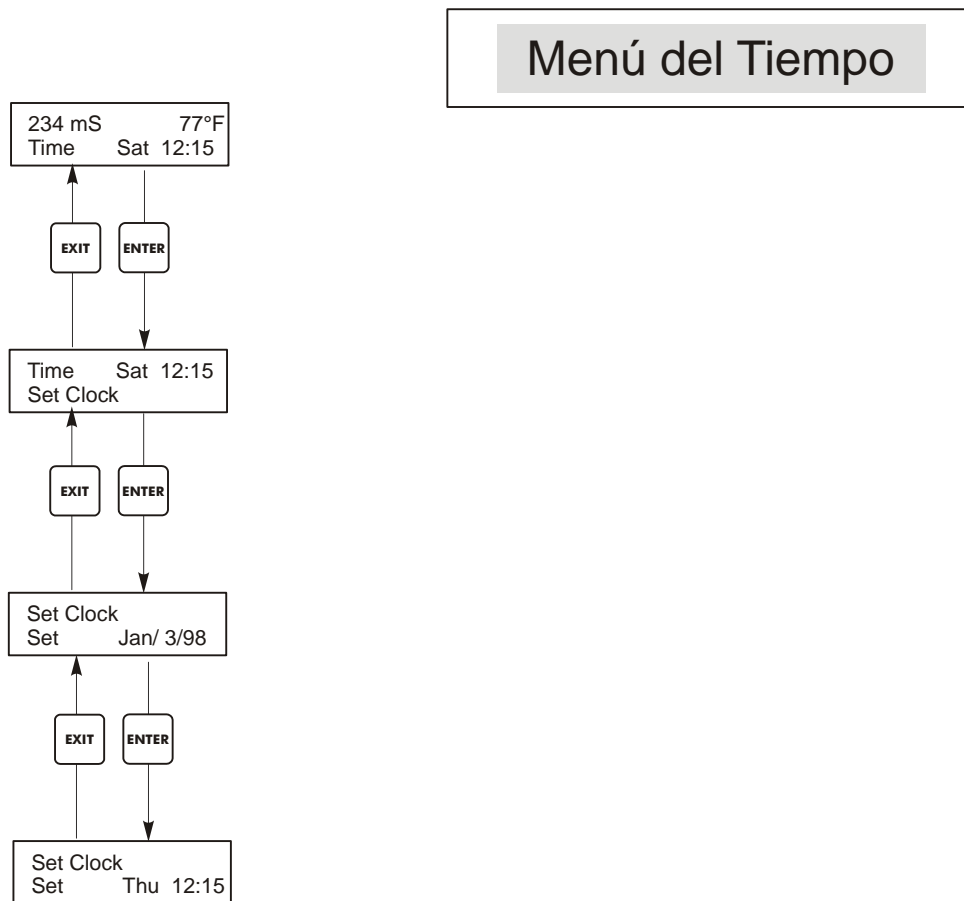 Menú del Tiempo
234 mS 77°F
Time Sat 12:15
EXIT ENTER
Time Sat 12:15
Set Clock
EXIT ENTER
Set Clock
Set Jan/ 3/98
EXIT ENTER
Set Clock
Set Thu 12:15